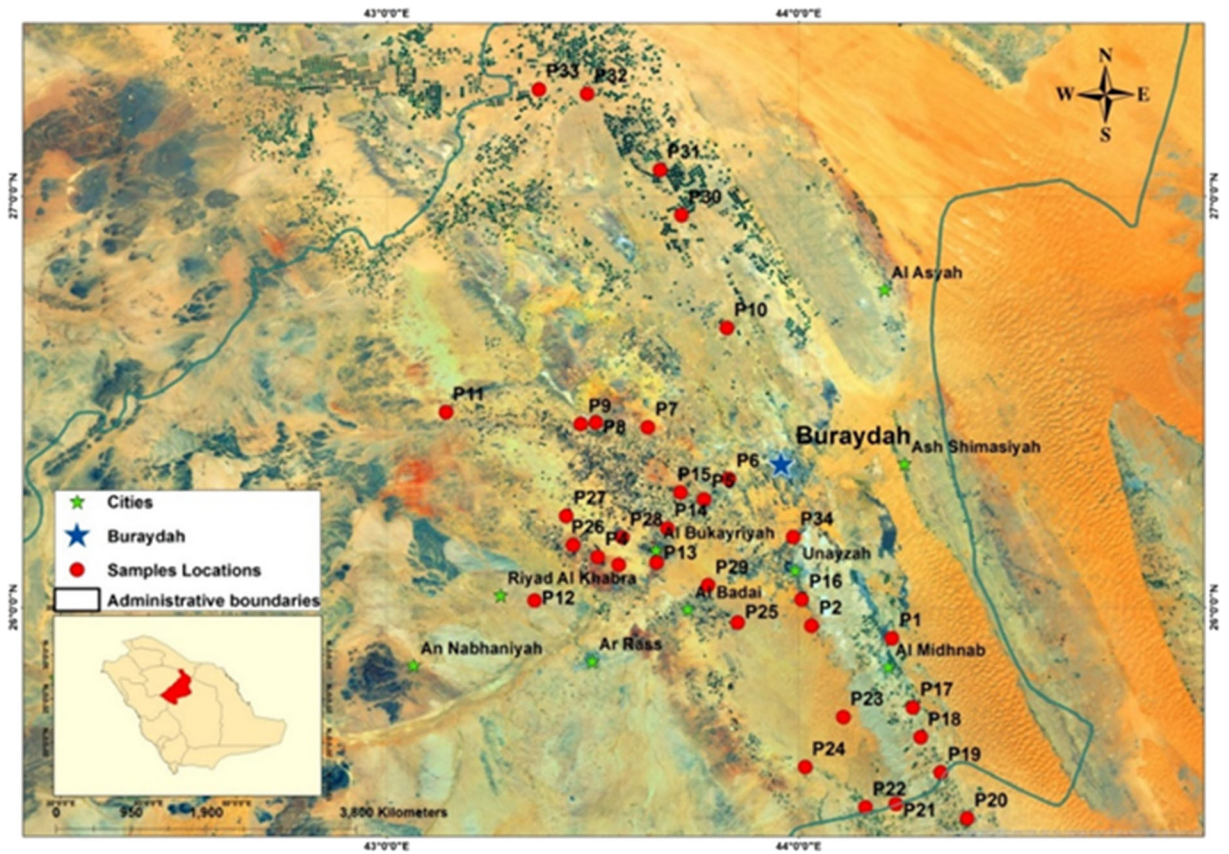 43°0'0"E
44°0'0"E
N
W
E
S
P33
P32
P31
27°0'0"N
27°0'0"N
P30
Al Asyah
P10
P11
P9
P8
P7
Buraydah
Ash Shimasiyah
P6
P15
P5
P27
P14
P28
P34
P26
P4
Al Bukayriyah
P13
Unayzah
Riyad Al Khabra
P29
P16
P12
Al Badai
26°0'0"N
26°0'0"N
P2
P25
P1
An Nabhaniyah
Ar Rass
Al Midhnab
P23
P17
P18
P24
P19
P22
P21
P20
Cities
Buraydah
Samples Locations
Administrative boundaries
0
950
1,900
3,800 Kilometers
43°0'0"E
44°0'0"E